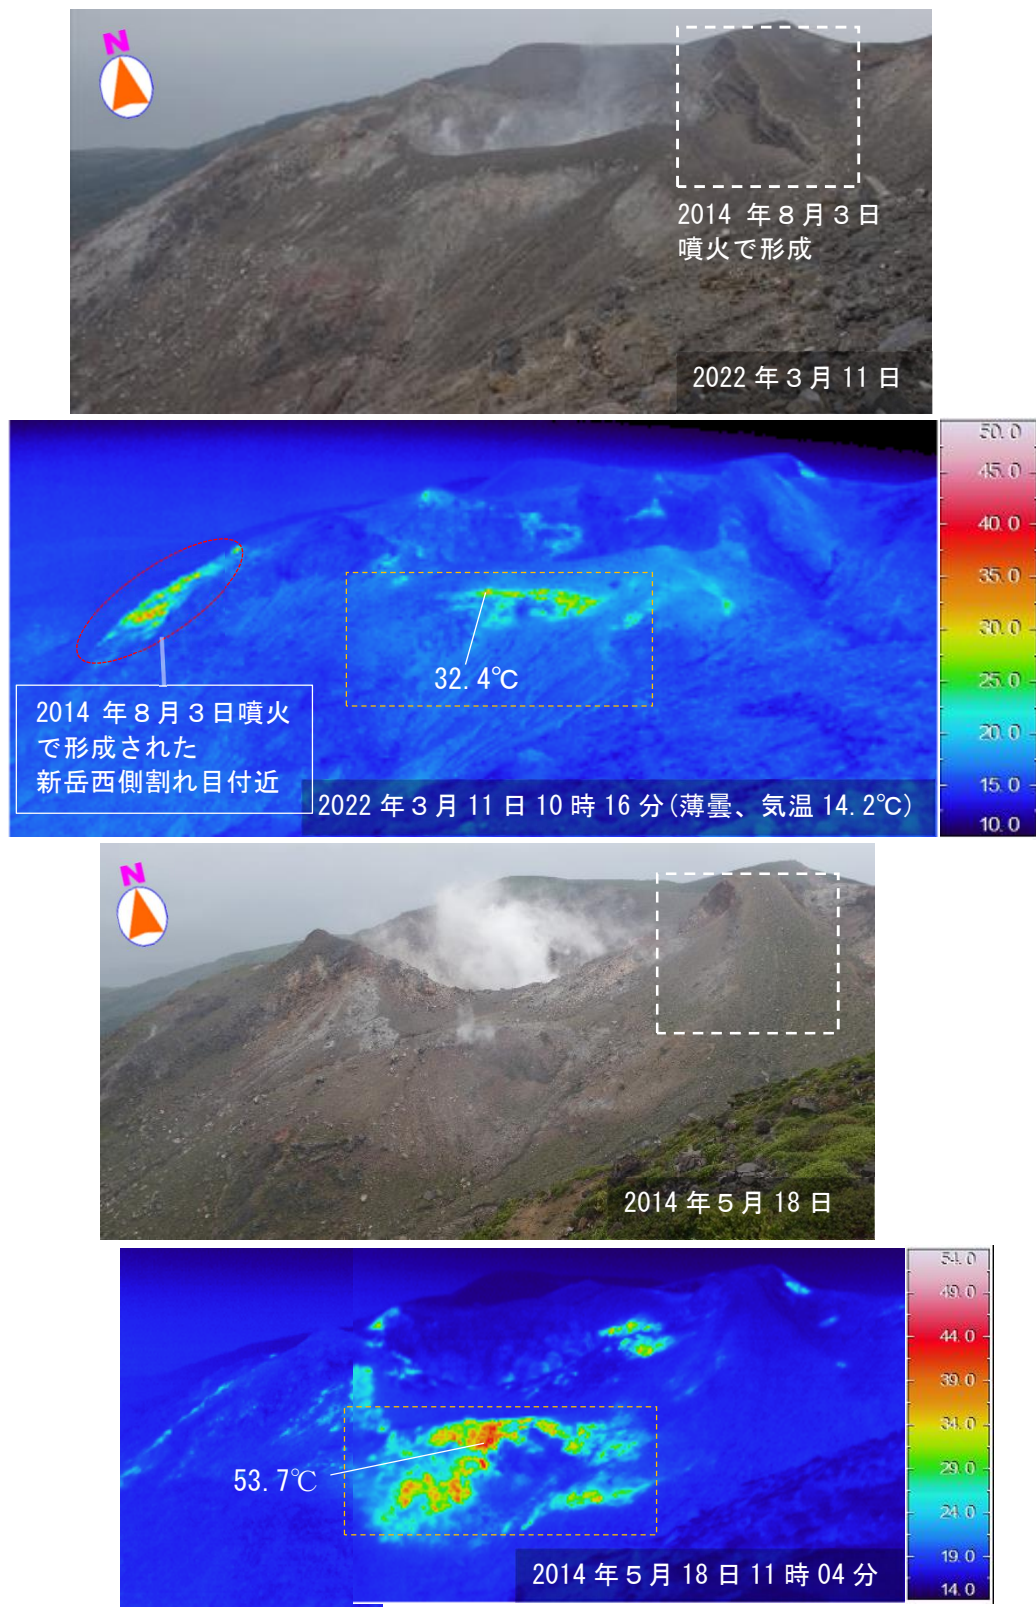 N
2014 年８月３日
噴火で形成
2022 年３月 11 日
50.0
45.0
40.0
35.0
30.0
25.0
20.0
15.0
10.0
32.4℃
2014 年８月３日噴火
で形成された
新岳西側割れ目付近
2022 年３月 11 日 10 時 16 分(薄曇、気温 14.2℃)
N
2014 年５月 18 日
54.0
49.0
44.0
39.0
34.0
29.0
24.0
19.0
14.0
53.7℃
2014 年５月 18 日 11 時 04 分